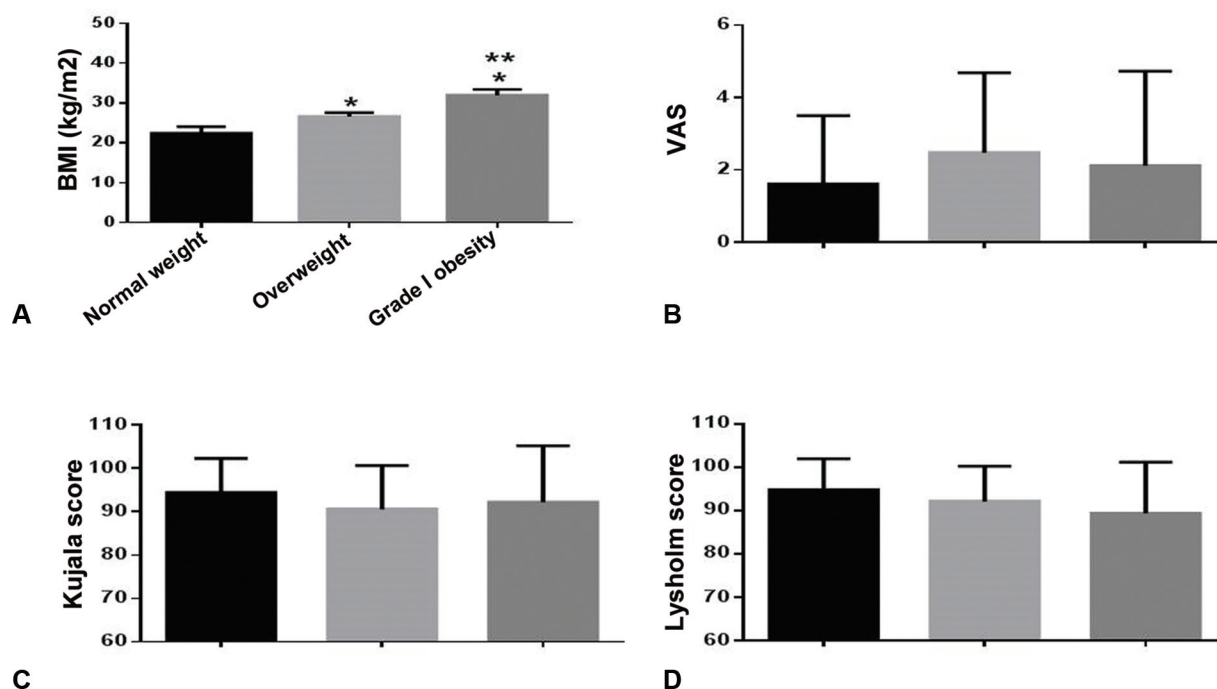 BMI (kg/m2)
50
40
30
20
10
0
*
**
*
Normal weight
Overweight
Grade I obesity
A
VAS
6
4
2
0
B
Kujala score
110
100
90
80
70
60
C
Lysholm score
110
100
90
80
70
60
D